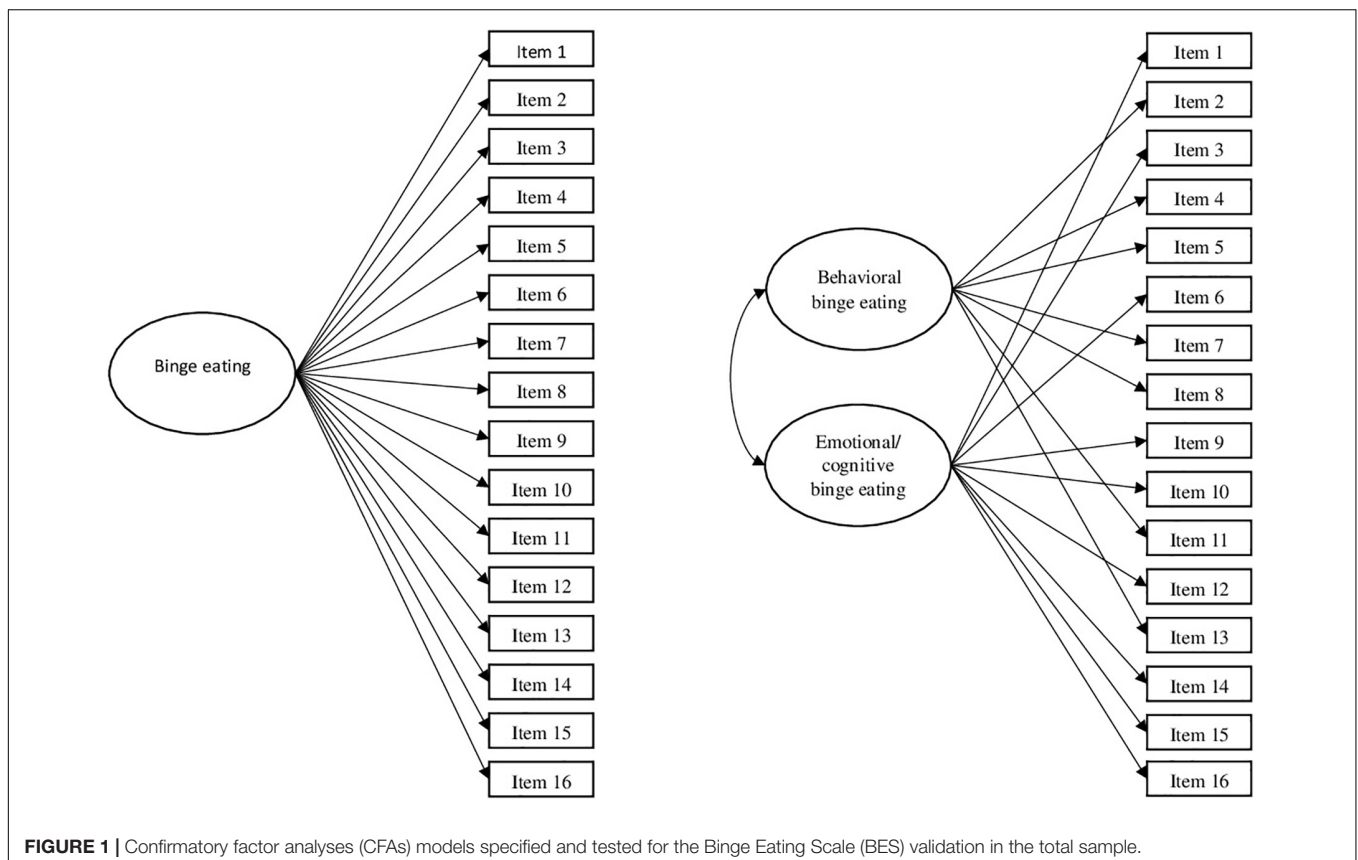 Item 1
Item 2
Item 3
Item 4
Item 5
Item 6
Item 7
Item 8
Item 9
Item 10
Item 11
Item 12
Item 13
Item 14
Item 15
Item 16
Binge eating
Behavioral
binge eating
Emotional/
cognitive
binge eating
Item 1
Item 2
Item 3
Item 4
Item 5
Item 6
Item 7
Item 8
Item 9
Item 10
Item 11
Item 12
Item 13
Item 14
Item 15
Item 16
FIGURE 1 | Confirmatory factor analyses (CFAs) models specified and tested for the Binge Eating Scale (BES) validation in the total sample.